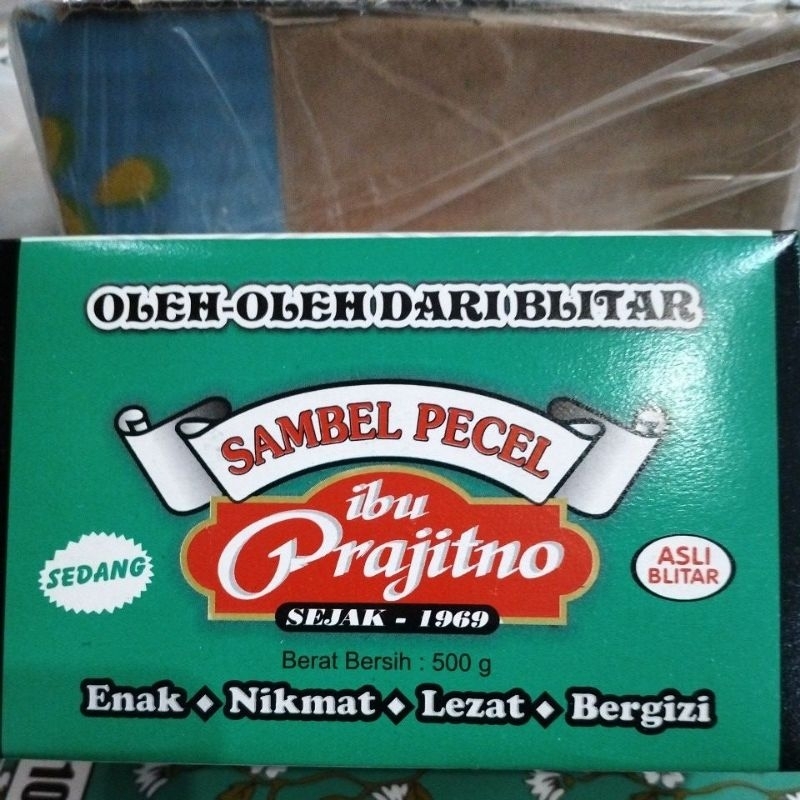 OLEH-OLEH DARI BLITAR
SAMBEL PECEL
ibu
Prajitno
SEDANG
ASLI
BLITAR
SEJAK - 1969
Berat Bersih : 500 g
Enak ◆ Nikmat ◆ Lezat ◆ Bergizi
10